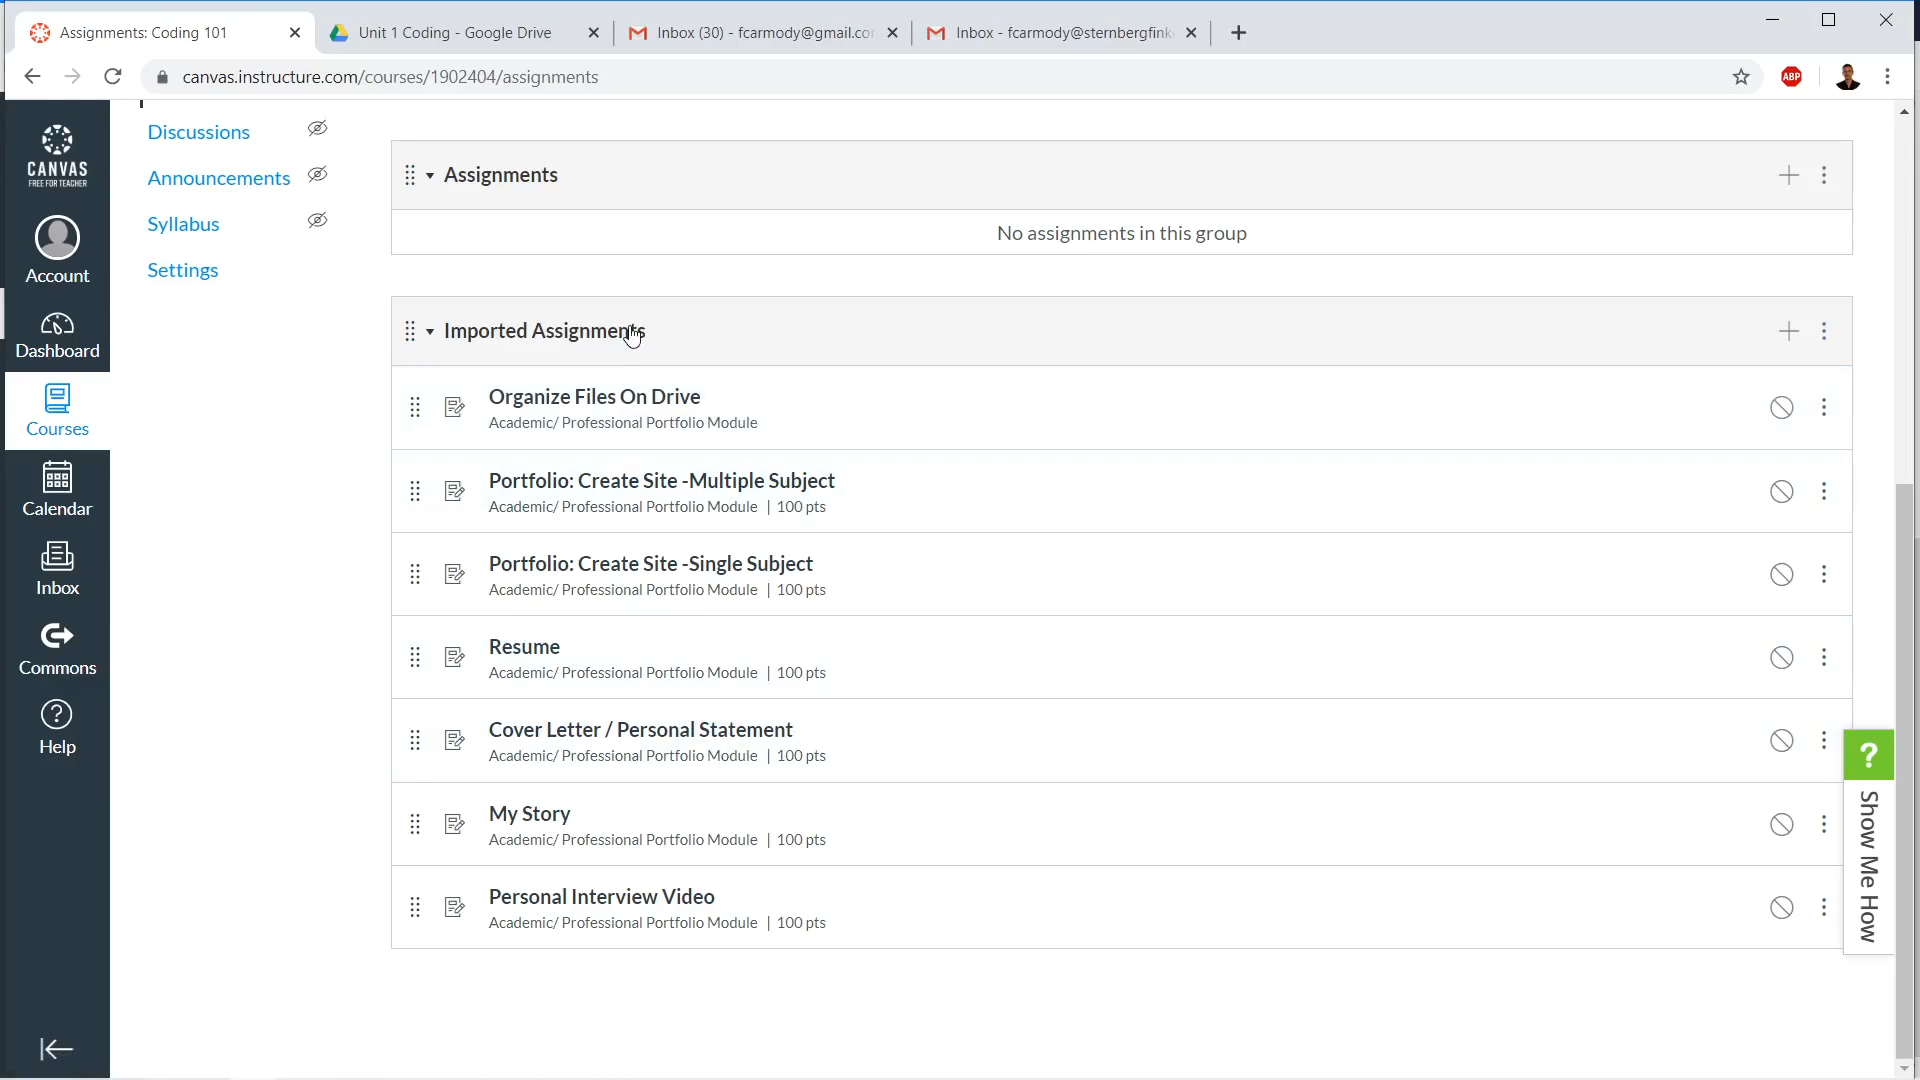 Assignments: Coding 101
Unit 1 Coding - Google Drive
Inbox (30) - fcarmody@gmail.co
Inbox - fcarmody@sternbergfink
canvas.instructure.com/courses/1902404/assignments
ABP
CANVAS
FREE FOR TEACHER
Account
Dashboard
Courses
Calendar
Inbox
Commons
Help
Discussions
Announcements
Syllabus
Settings
Assignments
No assignments in this group
Imported Assignments
Organize Files On Drive
Academic/ Professional Portfolio Module
Portfolio: Create Site -Multiple Subject
Academic/ Professional Portfolio Module | 100 pts
Portfolio: Create Site -Single Subject
Academic/ Professional Portfolio Module | 100 pts
Resume
Academic/ Professional Portfolio Module | 100 pts
Cover Letter / Personal Statement
Academic/ Professional Portfolio Module | 100 pts
My Story
Academic/ Professional Portfolio Module | 100 pts
Personal Interview Video
Academic/ Professional Portfolio Module | 100 pts
?
Show Me How